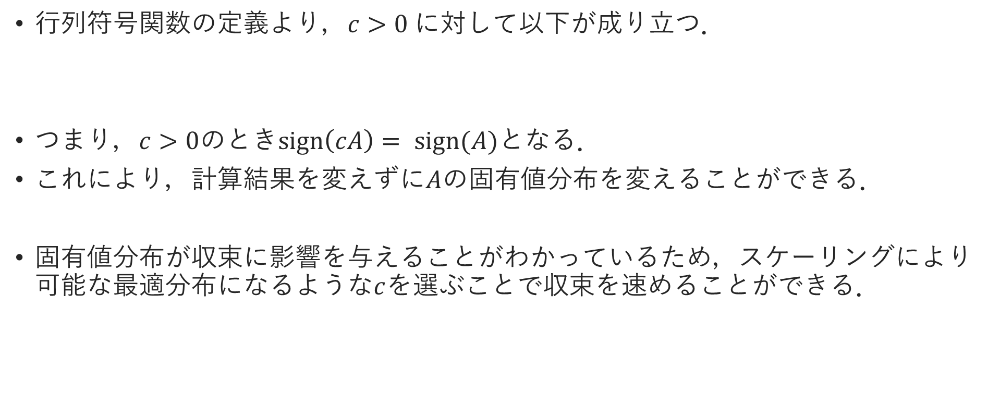 • 行列符号関数の定義より，c > 0 に対して以下が成り立つ．
• つまり，c > 0のときsign(cA) = sign(A)となる．
• これにより，計算結果を変えずにAの固有値分布を変えることができる．
• 固有値分布が収束に影響を与えることがわかっているため，スケーリングにより
可能な最適分布になるようなcを選ぶことで収束を速めることができる．